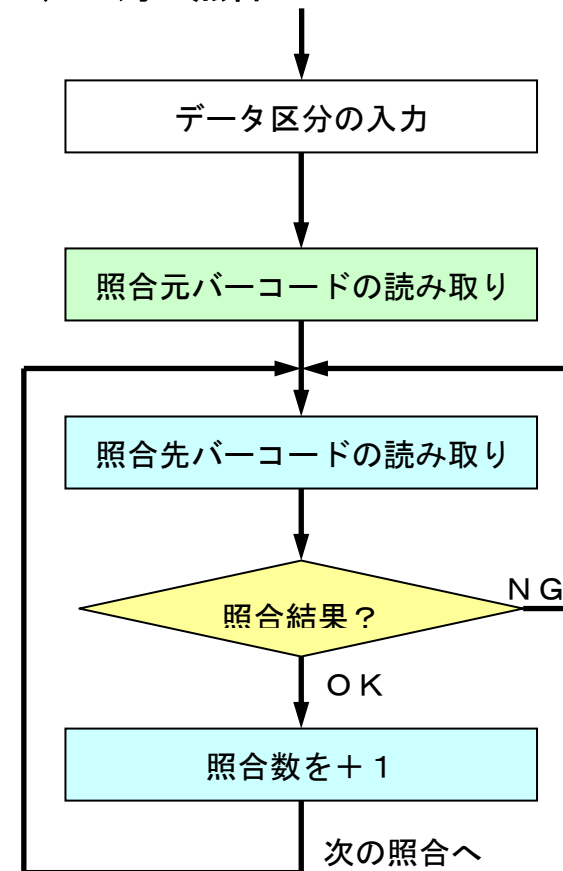 データ区分の入力
照合元バーコードの読み取り
照合先バーコードの読み取り
照合結果？
ＮＧ
ＯＫ
照合数を＋１
次の照合へ